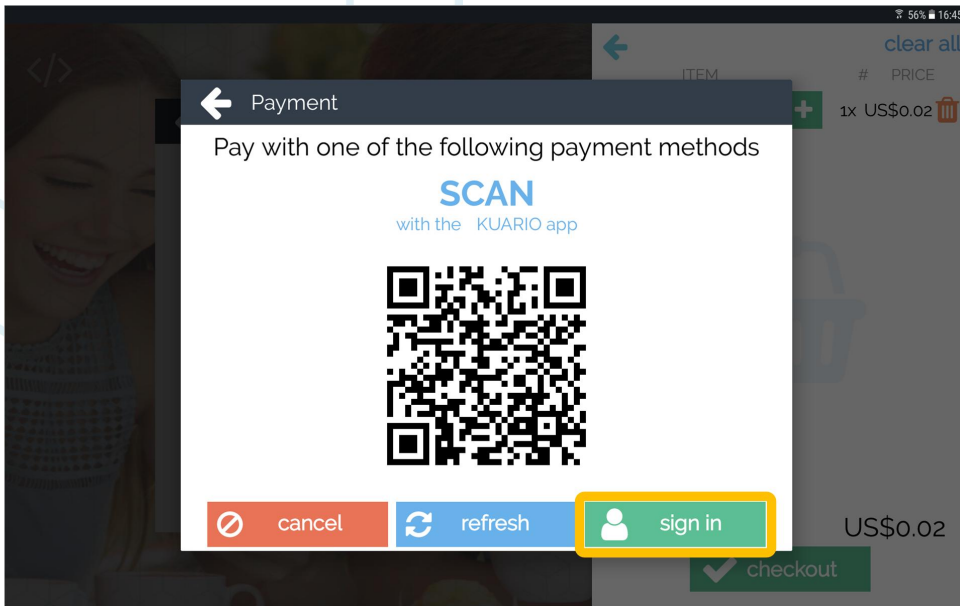 56% 16:45
clear all
ITEM # PRICE
</>
Payment
1x US$0.02
Pay with one of the following payment methods
SCAN
with the KUARIO app
cancel
refresh
sign in
US$0.02
checkout